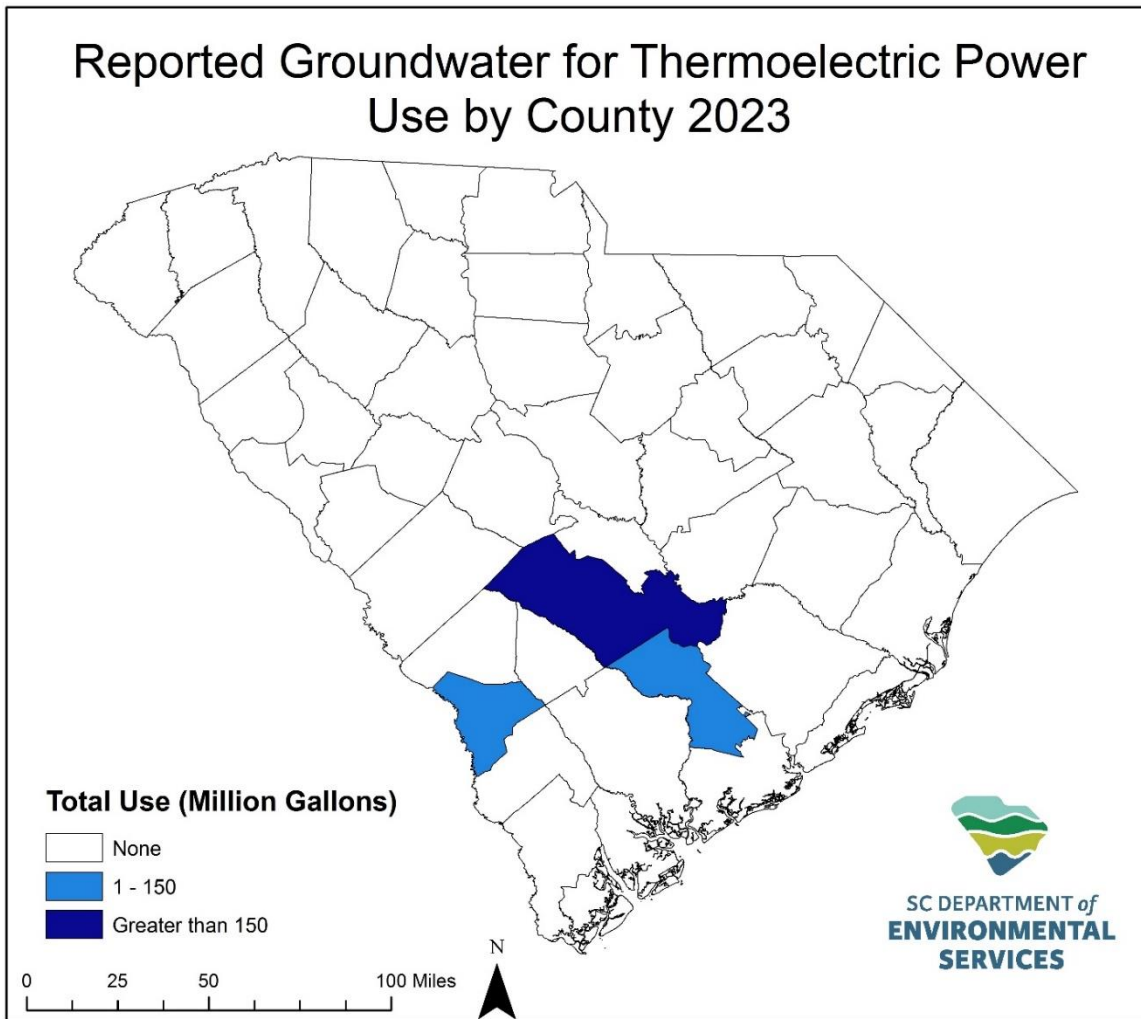 Reported Groundwater for Thermoelectric Power
Use by County 2023
Total Use (Million Gallons)
None
1 - 150
Greater than 150
N
0 25 50 100 Miles
SC DEPARTMENT of
ENVIRONMENTAL
SERVICES